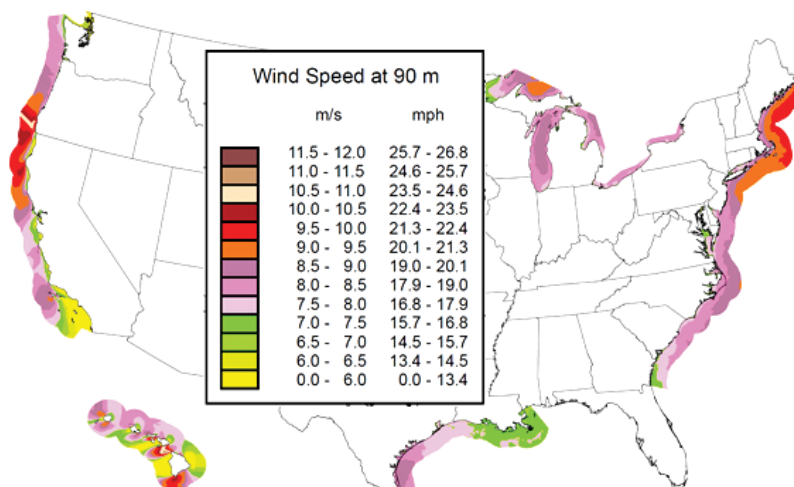 Wind Speed at 90 m
m/s mph
11.5 - 12.0 25.7 - 26.8
11.0 - 11.5 24.6 - 25.7
10.5 - 11.0 23.5 - 24.6
10.0 - 10.5 22.4 - 23.5
9.5 - 10.0 21.3 - 22.4
9.0 - 9.5 20.1 - 21.3
8.5 - 9.0 19.0 - 20.1
8.0 - 8.5 17.9 - 19.0
7.5 - 8.0 16.8 - 17.9
7.0 - 7.5 15.7 - 16.8
6.5 - 7.0 14.5 - 15.7
6.0 - 6.5 13.4 - 14.5
0.0 - 6.0 0.0 - 13.4